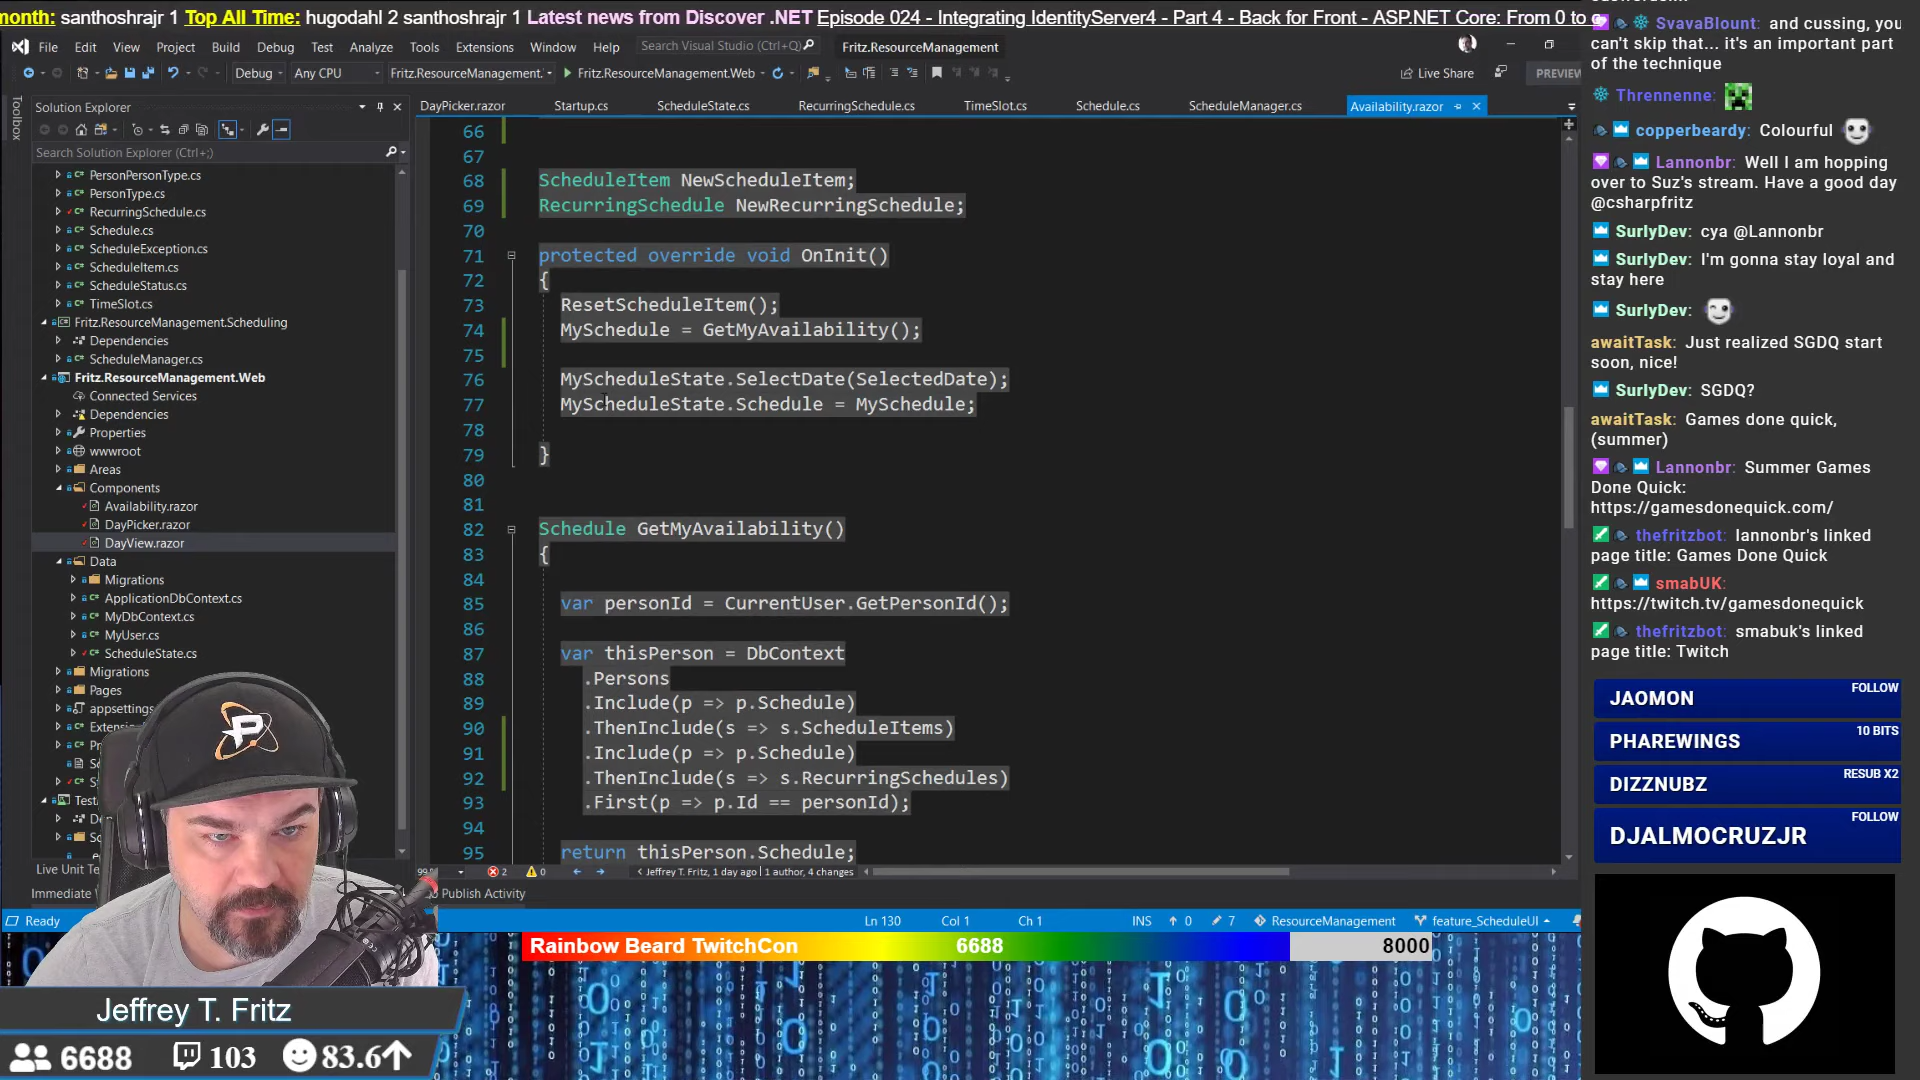 month: santhoshrajr 1 Top All Time: hugodahl 2 santhoshrajr 1 Latest news from Discover .NET Episode 024 - Integrating IdentityServer4 - Part 4 - Back for Front - ASP.NET Core: From 0 to
File Edit View Project Build Debug Test Analyze Tools Extensions Window Help Search Visual Studio (Ctrl+Q) Fritz.ResourceManagement
Debug Any CPU Fritz.ResourceManagement. Fritz.ResourceManagement.Web Live Share PREVIEW
Toolbox
Solution Explorer
Search Solution Explorer (Ctrl+;)
PersonPersonType.cs
PersonType.cs
RecurringSchedule.cs
Schedule.cs
ScheduleException.cs
ScheduleItem.cs
ScheduleStatus.cs
TimeSlot.cs
Fritz.ResourceManagement.Scheduling
Dependencies
ScheduleManager.cs
Fritz.ResourceManagement.Web
Connected Services
Dependencies
Properties
wwwroot
Areas
Components
Availability.razor
DayPicker.razor
DayView.razor
Data
Migrations
ApplicationDbContext.cs
MyDbContext.cs
MyUser.cs
ScheduleState.cs
Migrations
Pages
appsettings
Live Unit Te
Immediate
DayPicker.razor Startup.cs ScheduleState.cs RecurringSchedule.cs TimeSlot.cs Schedule.cs ScheduleManager.cs Availability.razor
66
67
68 ScheduleItem NewScheduleItem;
69 RecurringSchedule NewRecurringSchedule;
70
71 protected override void OnInit()
72 {
73 ResetScheduleItem();
74 MySchedule = GetMyAvailability();
75
76 MyScheduleState.SelectDate(SelectedDate);
77 MyScheduleState.Schedule = MySchedule;
78
79 }
80
81
82 Schedule GetMyAvailability()
83 {
84
85 var personId = CurrentUser.GetPersonId();
86
87 var thisPerson = DbContext
88 .Persons
89 .Include(p => p.Schedule)
90 .ThenInclude(s => s.ScheduleItems)
91 .Include(p => p.Schedule)
92 .ThenInclude(s => s.RecurringSchedules)
93 .First(p => p.Id == personId);
94
95 return thisPerson.Schedule;
2 0 Jeffrey T. Fritz, 1 day ago | 1 author, 4 changes
Publish Activity
Ready Ln 130 Col 1 Ch 1 INS 0 7 ResourceManagement feature_ScheduleUI
Rainbow Beard TwitchCon 6688 8000
Jeffrey T. Fritz
6688 103 83.6
SvavaBlount: and cussing, you
can't skip that... it's an important part
of the technique
Thrennenne:
copperbeardy: Colourful
Lannonbr: Well I am hopping
over to Suz's stream. Have a good day
@csharpfritz
SurlyDev: cya @Lannonbr
SurlyDev: I'm gonna stay loyal and
stay here
SurlyDev:
awaitTask: Just realized SGDQ start
soon, nice!
SurlyDev: SGDQ?
awaitTask: Games done quick,
(summer)
Lannonbr: Summer Games
Done Quick:
https://gamesdonequick.com/
thefritzbot: lannonbr's linked
page title: Games Done Quick
smabUK:
https://twitch.tv/gamesdonequick
thefritzbot: smabuk's linked
page title: Twitch
FOLLOW
JAOMON
10 BITS
PHAREWINGS
RESUB X2
DIZZNUBZ
FOLLOW
DJALMOCRUZJR